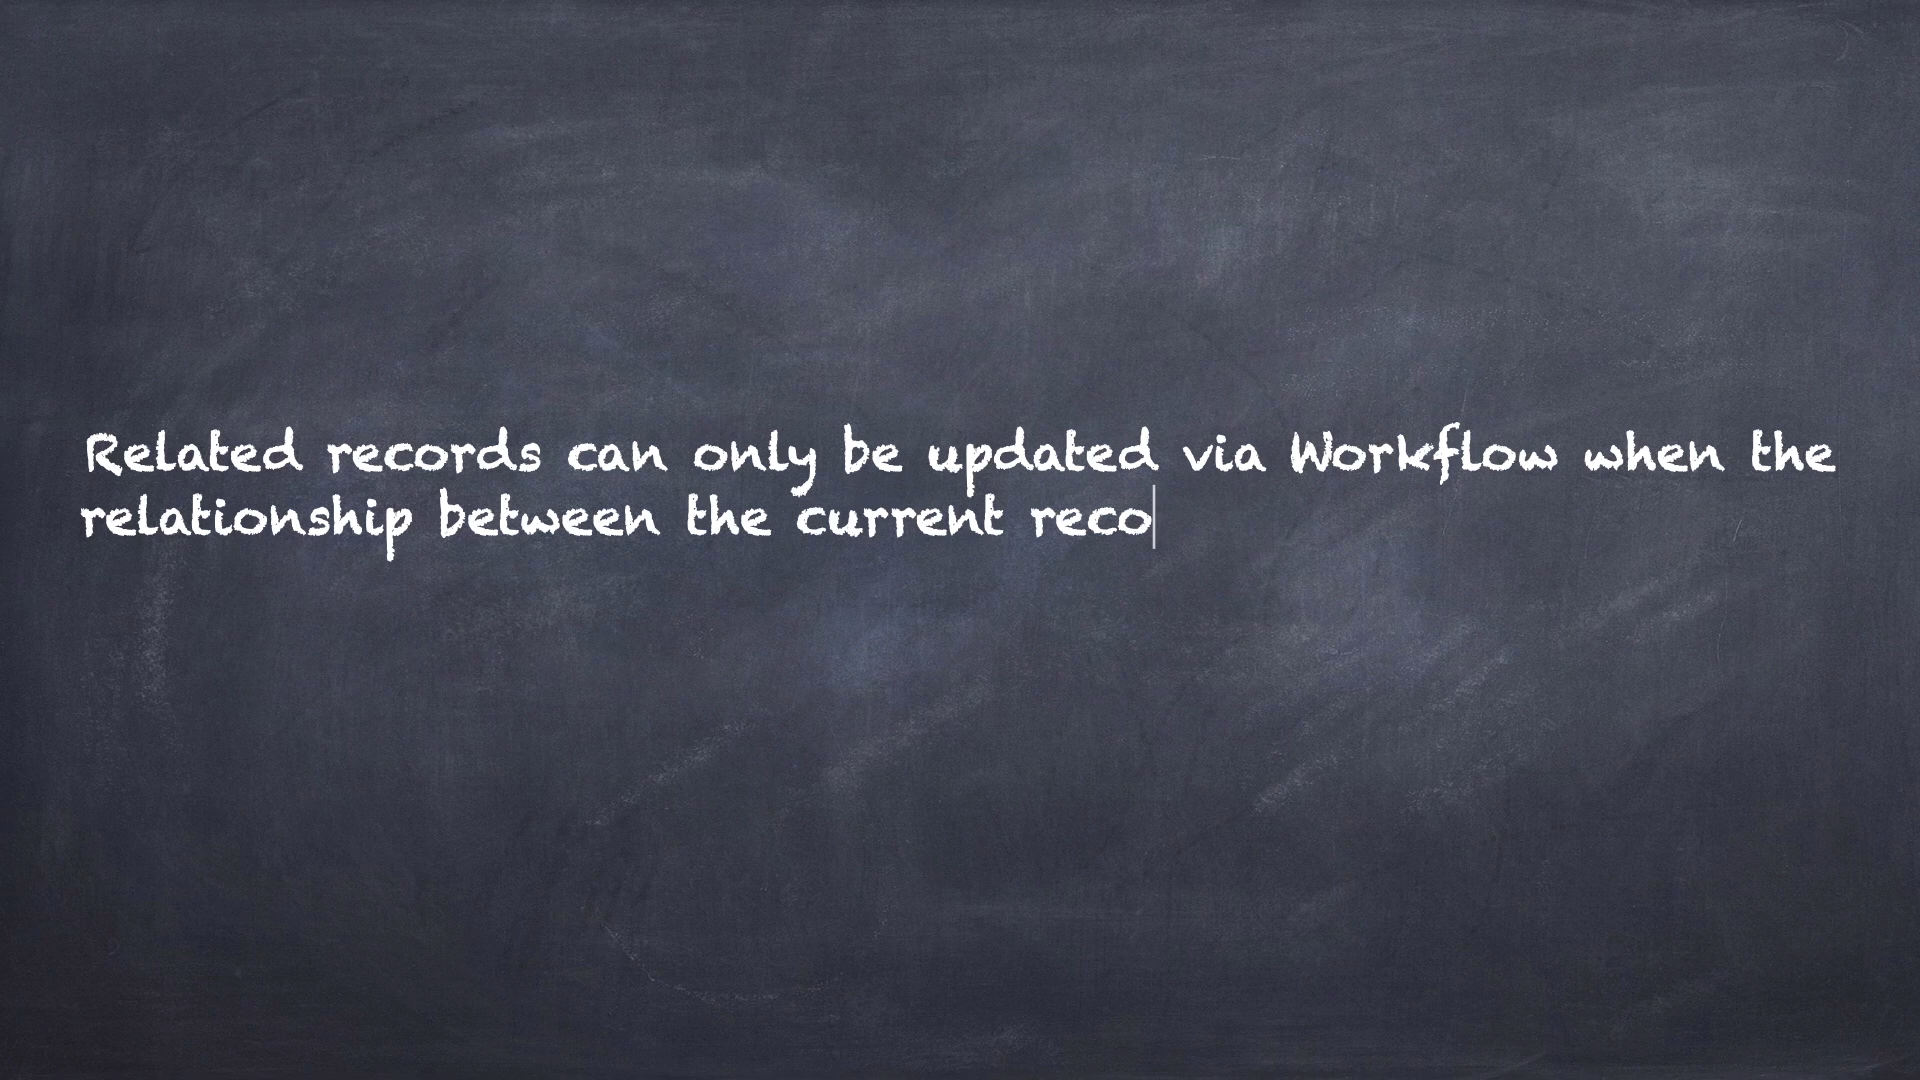 Related records can only be updated via Workflow when the
relationship between the current reco